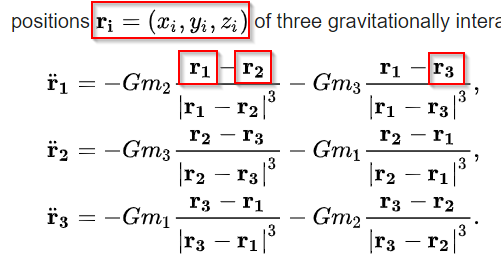 positions r_i = (x_i, y_i, z_i) of three gravitationally intera
r̈_1 = −Gm_2 (r_1 − r_2)/|r_1 − r_2|^3 − Gm_3 (r_1 − r_3)/|r_1 − r_3|^3,
r̈_2 = −Gm_3 (r_2 − r_3)/|r_2 − r_3|^3 − Gm_1 (r_2 − r_1)/|r_2 − r_1|^3,
r̈_3 = −Gm_1 (r_3 − r_1)/|r_3 − r_1|^3 − Gm_2 (r_3 − r_2)/|r_3 − r_2|^3.